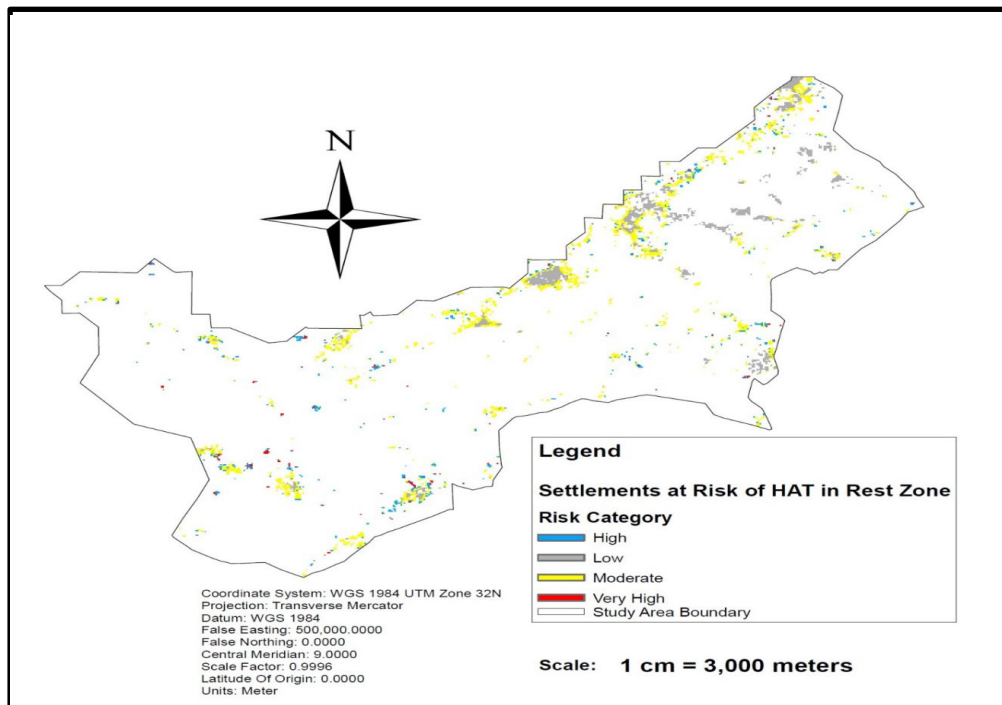 N
Legend
Settlements at Risk of HAT in Rest Zone
Risk Category
High
Low
Moderate
Very High
Study Area Boundary
Coordinate System: WGS 1984 UTM Zone 32N
Projection: Transverse Mercator
Datum: WGS 1984
False Easting: 500,000.0000
False Northing: 0.0000
Central Meridian: 9.0000
Scale Factor: 0.9996
Latitude Of Origin: 0.0000
Units: Meter
Scale: 1 cm = 3,000 meters